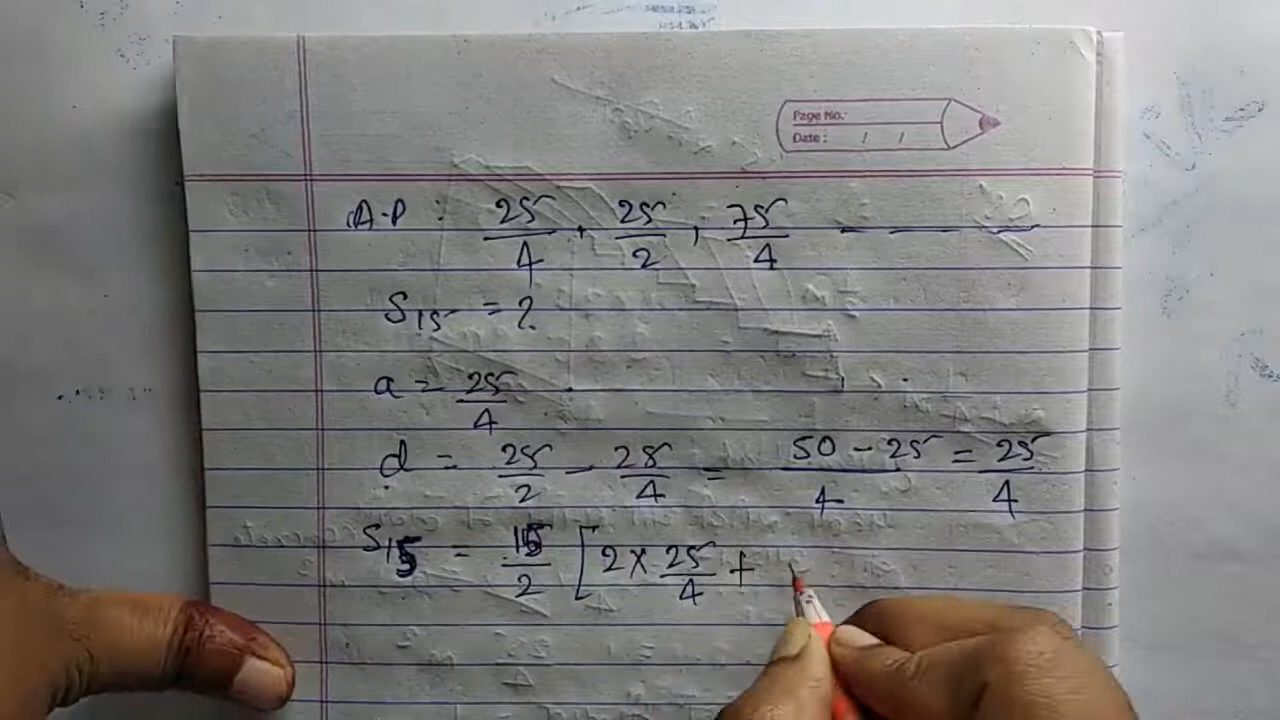 Page No.
Date : / /
A.P : 25/4, 25/2, 75/4 — — —
S15 = ?
a = 25/4
d = 25/2 - 25/4 = 50 - 25/4 = 25/4
S15 = 15/2 [2 × 25/4 +